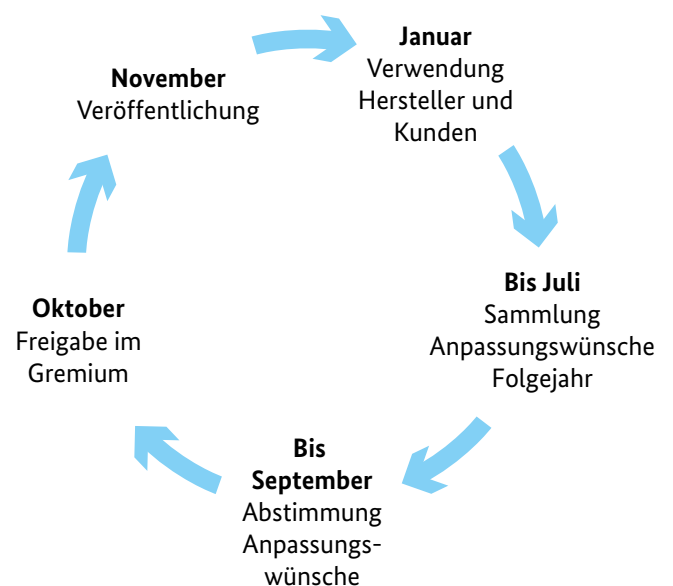 Januar
Verwendung
Hersteller und
Kunden
Bis Juli
Sammlung
Anpassungswünsche
Folgejahr
Bis
September
Abstimmung
Anpassungs-
wünsche
Oktober
Freigabe im
Gremium
November
Veröffentlichung